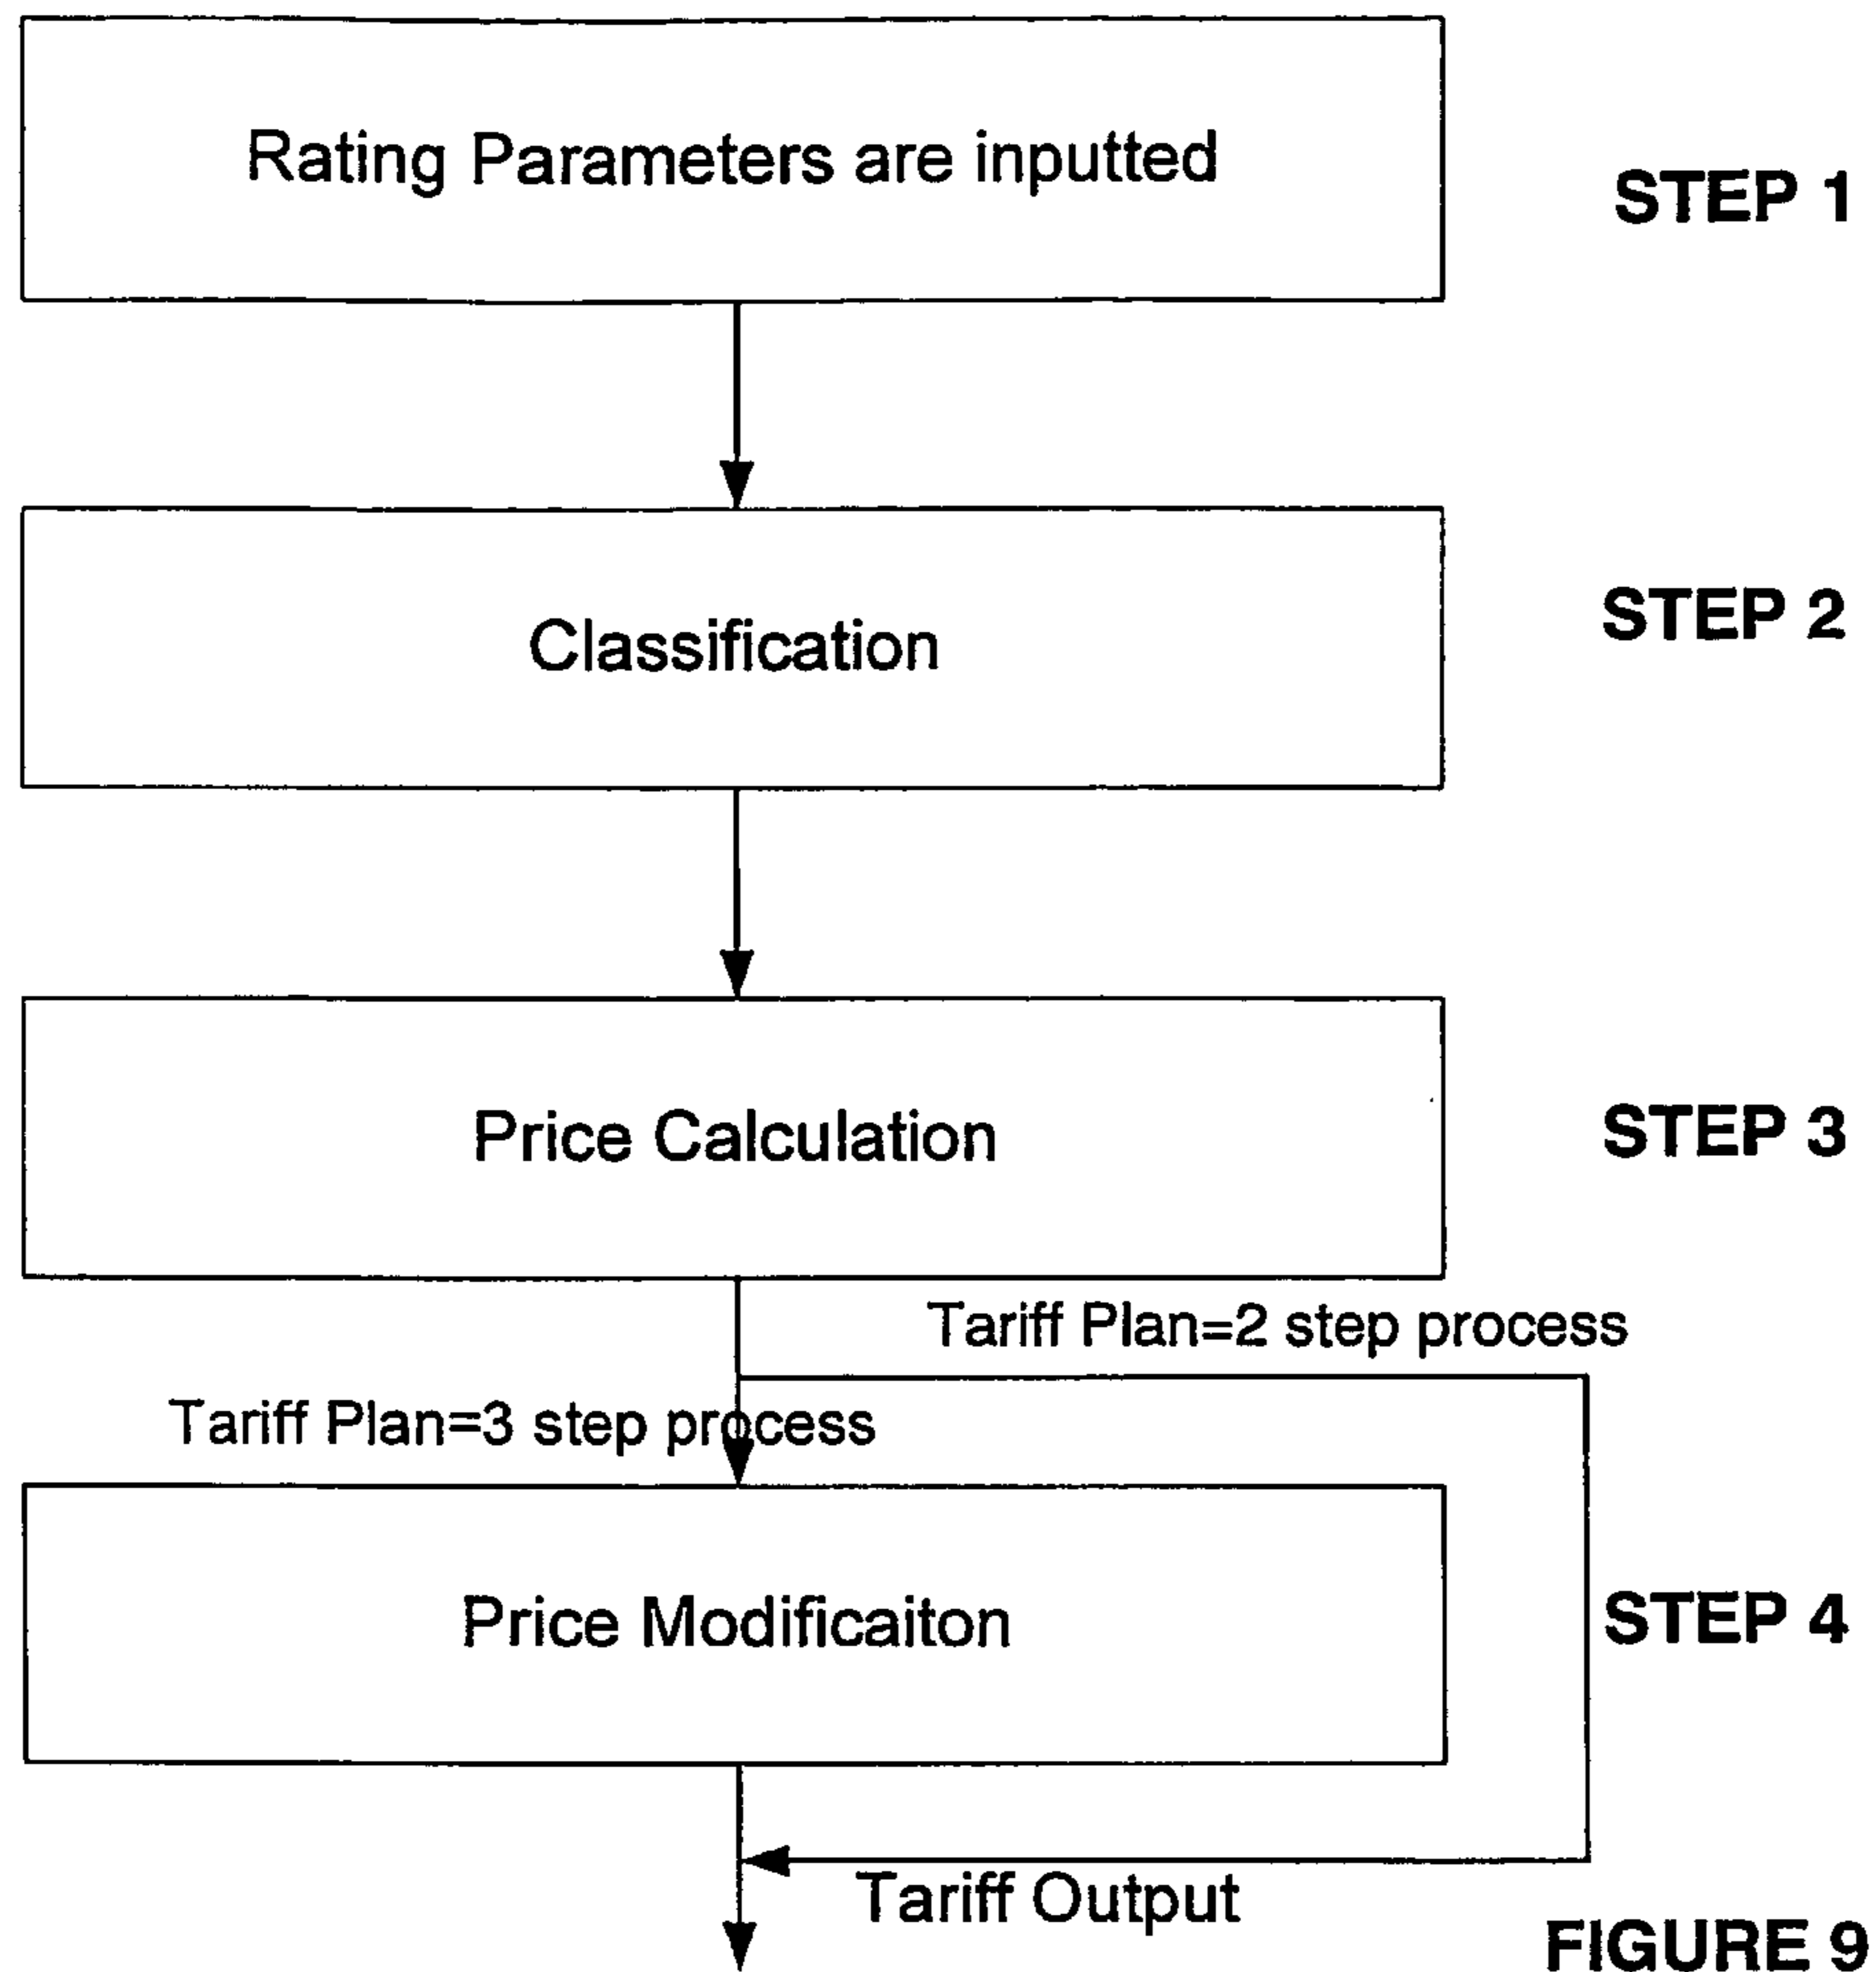 Rating Parameters are inputted
STEP 1
Classification
STEP 2
Price Calculation
STEP 3
Tariff Plan=2 step process
Tariff Plan=3 step process
Price Modificaiton
STEP 4
Tariff Output
FIGURE 9